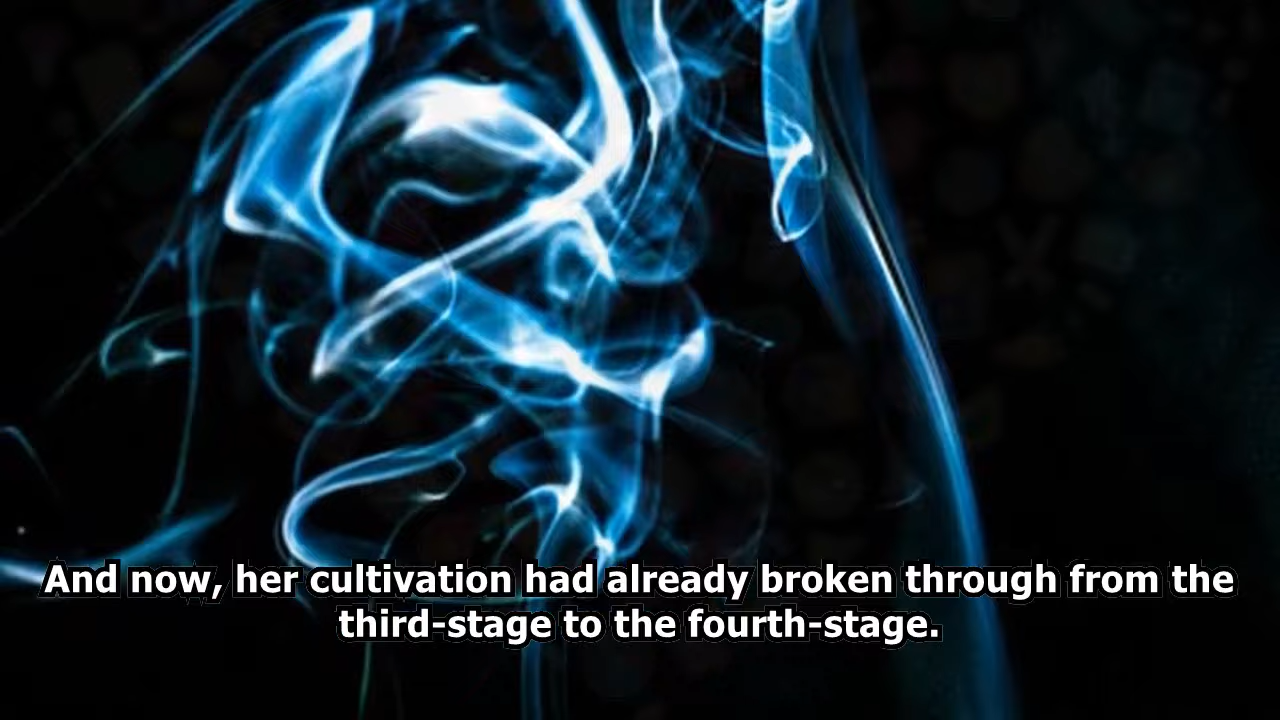 And now, her cultivation had already broken through from the
third-stage to the fourth-stage.